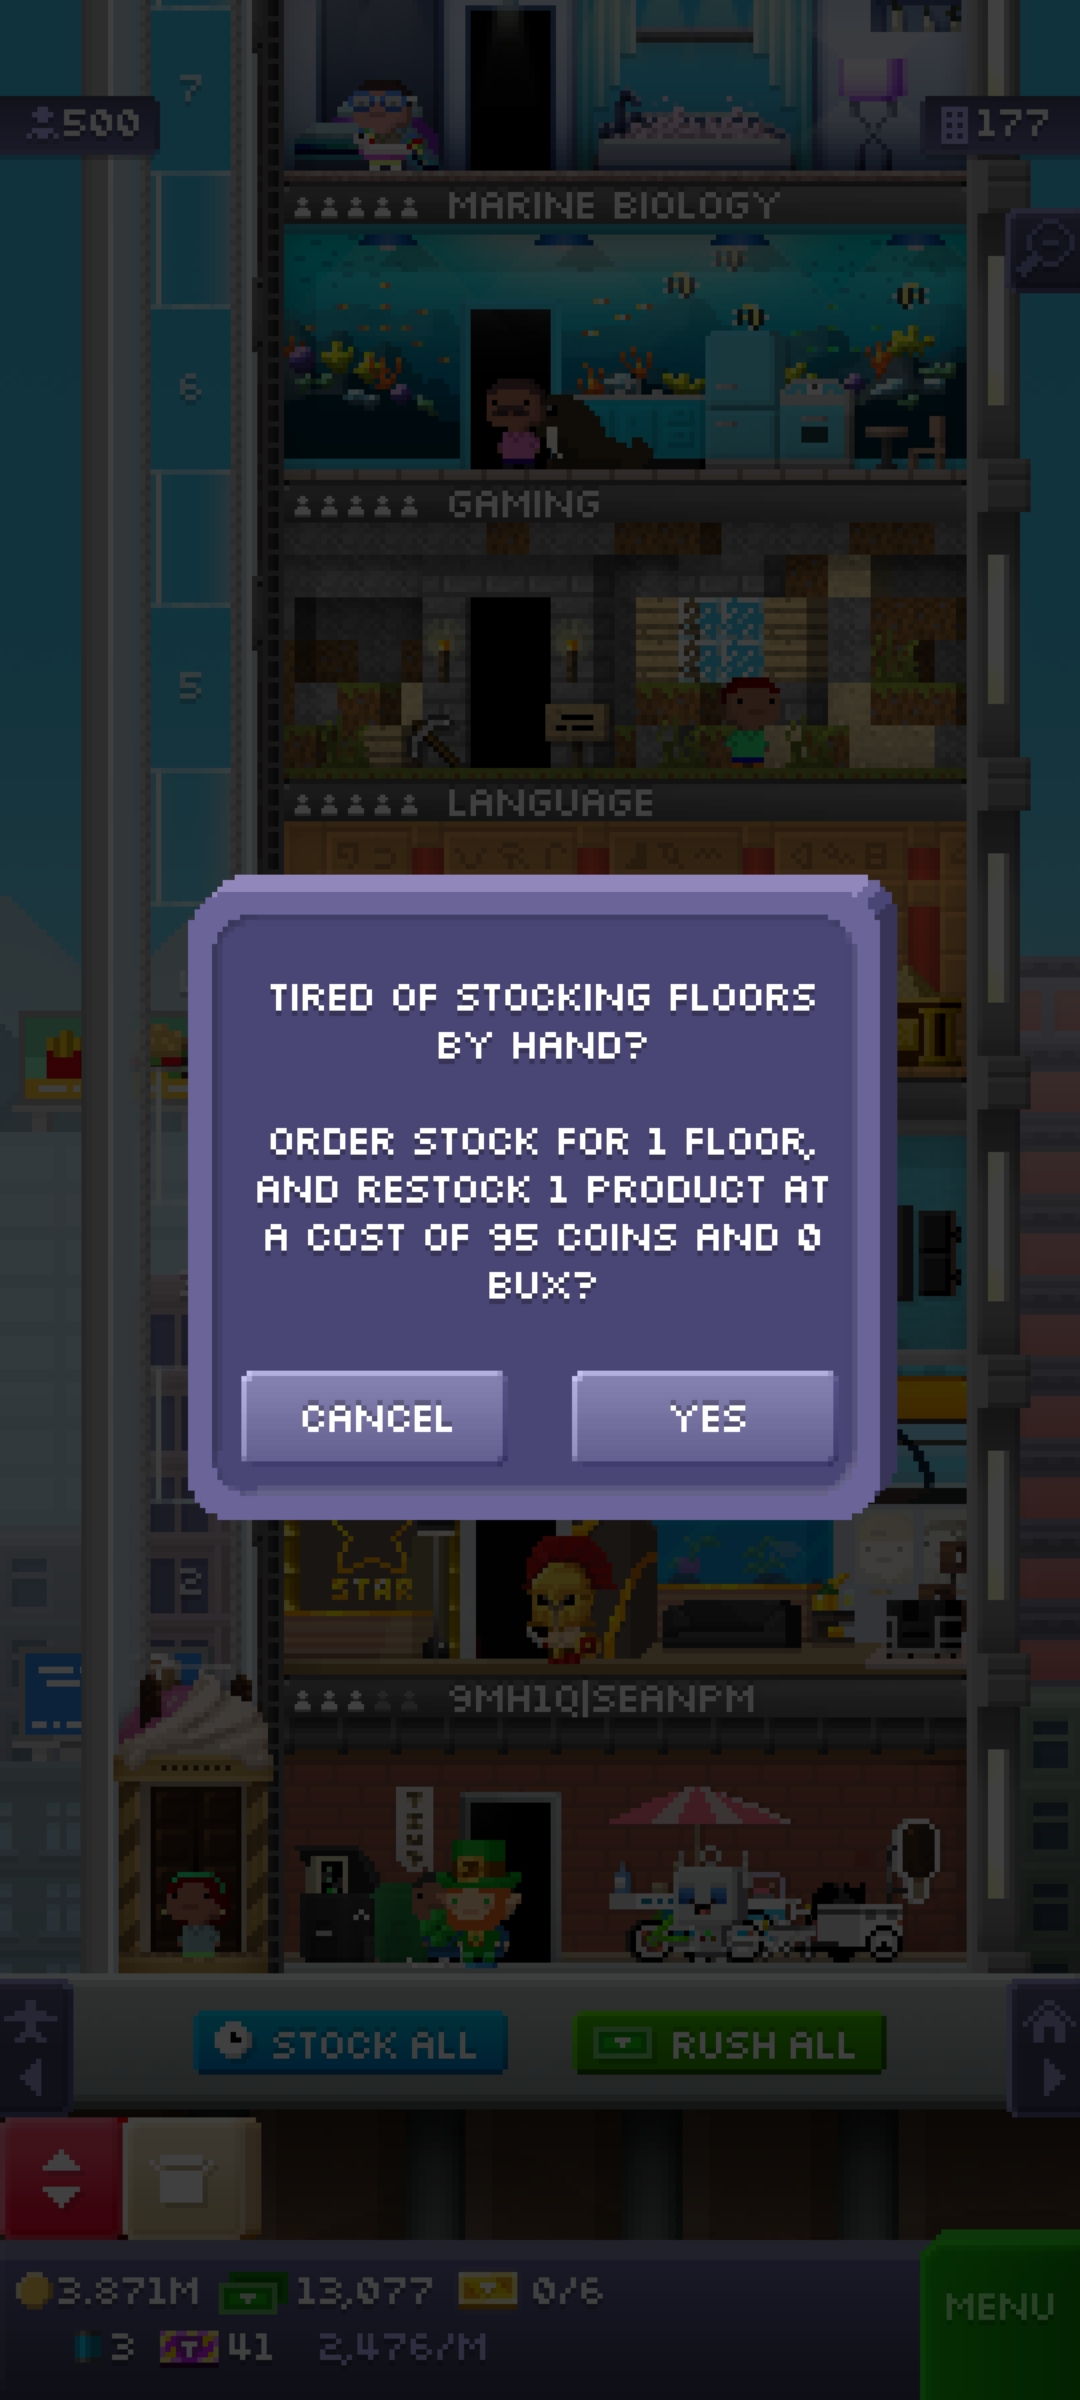 7
500
177
MARINE BIOLOGY
6
GAMING
5
LANGUAGE
TIRED OF STOCKING FLOORS
BY HAND?
ORDER STOCK FOR 1 FLOOR,
AND RESTOCK 1 PRODUCT AT
A COST OF 95 COINS AND 0
BUX?
CANCEL
YES
2
STAR
9MH1Q|SEANPM
STOCK ALL
RUSH ALL
3.871M
13,077
0/6
MENU
3
41
2,476/M